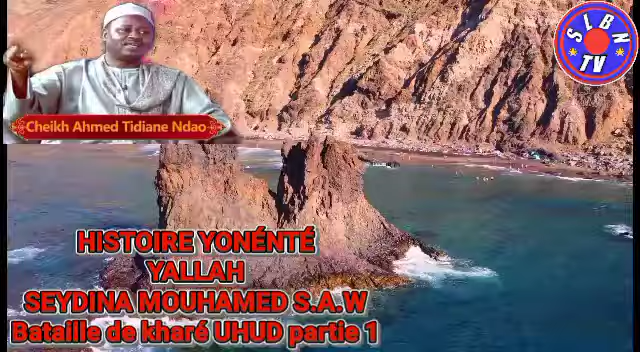 SLBN
TV
Cheikh Ahmed Tidiane Ndao
HISTOIRE YONÉNTÉ
YALLAH
SEYDINA MOUHAMED S.A.W
Bataille de kharé UHUD partie 1